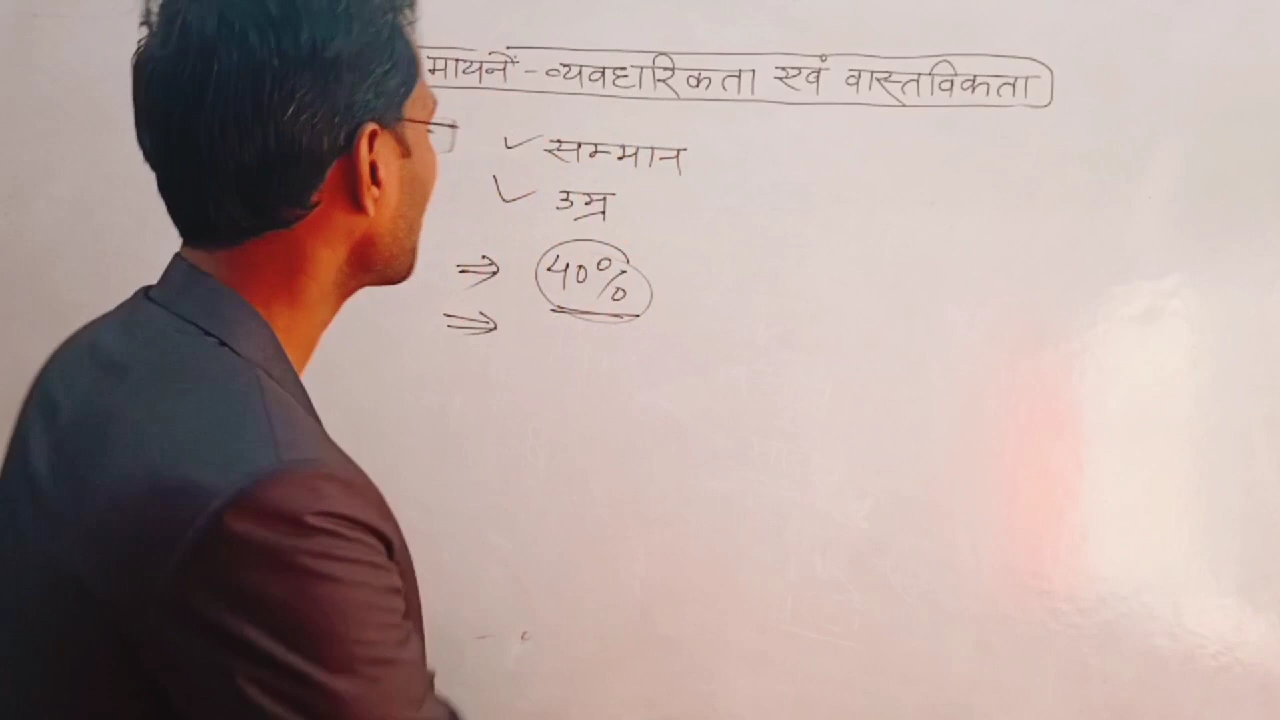 मायनें - व्यवहारिकता एवं वास्तविकता
✓ सम्मान
✓ उम्र
⇒ 40%
⇒